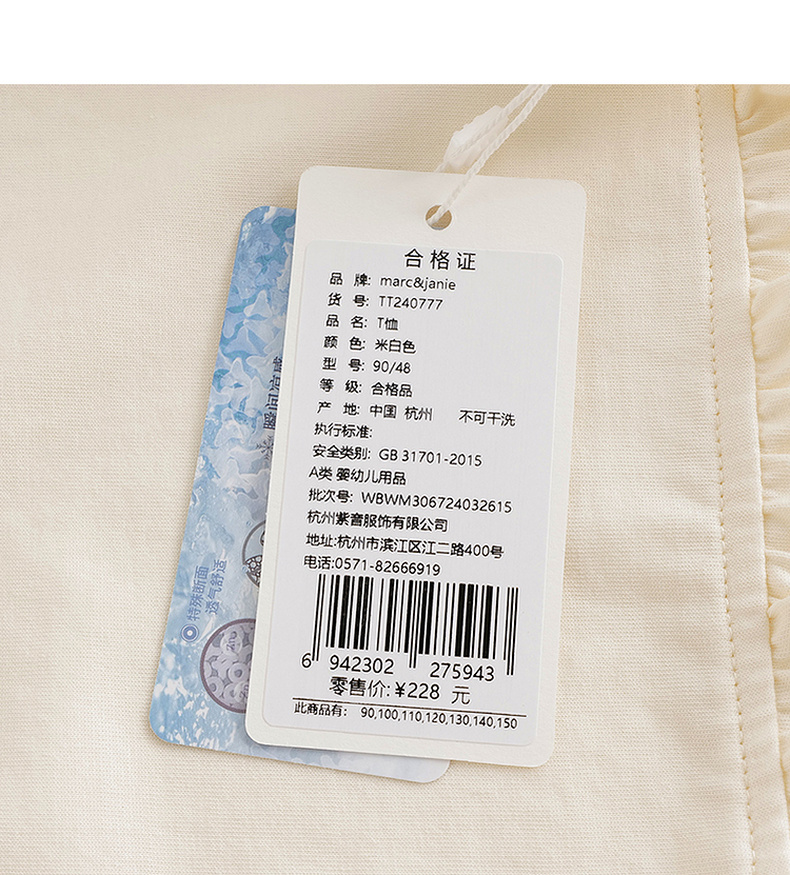 合格证
品 牌: marc&janie
货 号: TT240777
品 名: T恤
颜 色: 米白色
型 号: 90/48
等 级: 合格品
产 地: 中国 杭州 不可干洗
执行标准:
安全类别: GB 31701-2015
A类 婴幼儿用品
批次号: WBWM306724032615
杭州紫音服饰有限公司
地址:杭州市滨江区江二路400号
电话:0571-82666919
6 942302 275943
零售价:¥228 元
此商品有: 90,100,110,120,130,140,150
瞬间凉感
特殊断面
透气舒适